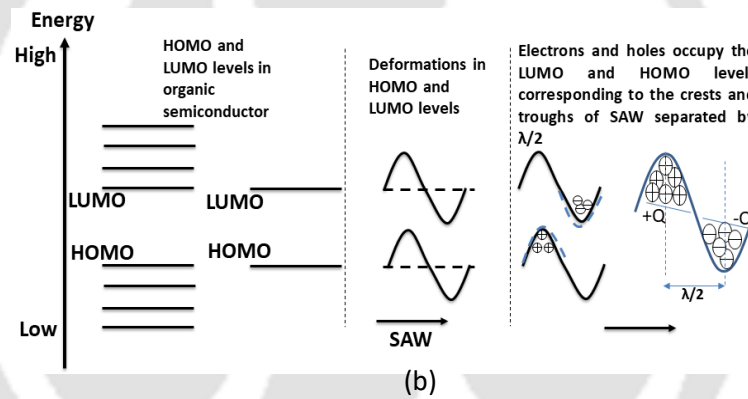 Energy
High
HOMO and
LUMO levels in
organic
semiconductor
LUMO
HOMO
Low
LUMO
HOMO
Deformations in
HOMO and
LUMO levels
SAW
Electrons and holes occupy the
LUMO and HOMO level
corresponding to the crests and
troughs of SAW separated by
λ/2
+Q
-Q
λ/2
(b)